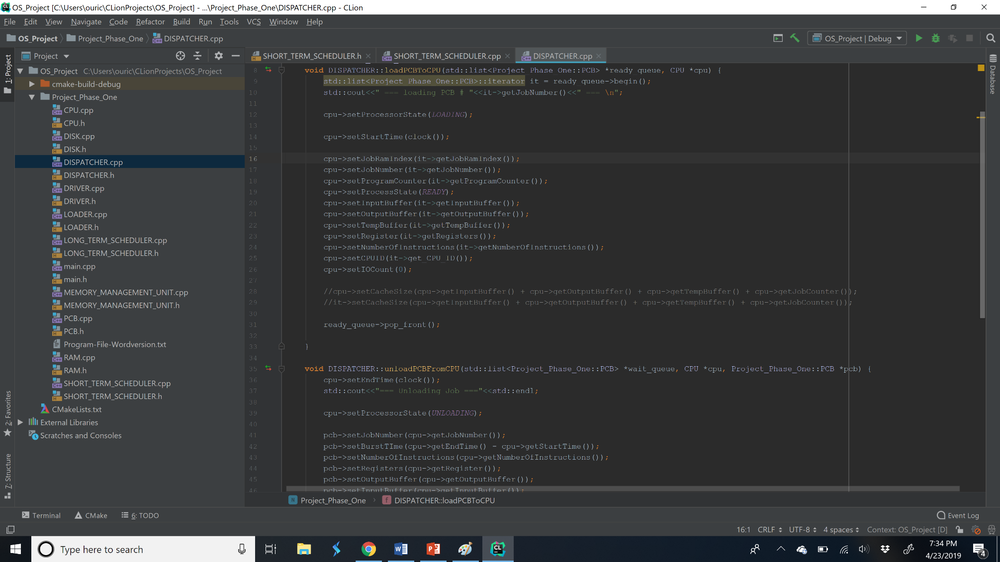 OS_Project [C:\Users\ouric\CLionProjects\OS_Project] - ...\Project_Phase_One\DISPATCHER.cpp - CLion
File Edit View Navigate Code Refactor Build Run Tools VCS Window Help
OS_Project Project_Phase_One DISPATCHER.cpp
OS_Project | Debug
1: Project
Project
OS_Project C:\Users\ouric\CLionProjects\OS_Project
cmake-build-debug
Project_Phase_One
CPU.cpp
CPU.h
DISK.cpp
DISK.h
DISPATCHER.cpp
DISPATCHER.h
DRIVER.cpp
DRIVER.h
LOADER.cpp
LOADER.h
LONG_TERM_SCHEDULER.cpp
LONG_TERM_SCHEDULER.h
main.cpp
main.h
MEMORY_MANAGEMENT_UNIT.cpp
MEMORY_MANAGEMENT_UNIT.h
PCB.cpp
PCB.h
Program-File-Wordversion.txt
RAM.cpp
RAM.h
SHORT_TERM_SCHEDULER.cpp
SHORT_TERM_SCHEDULER.h
CMakeLists.txt
External Libraries
Scratches and Consoles
2: Favorites
7: Structure
SHORT_TERM_SCHEDULER.h SHORT_TERM_SCHEDULER.cpp DISPATCHER.cpp
8 void DISPATCHER::loadPCBToCPU(std::list<Project_Phase_One::PCB> *ready_queue, CPU *cpu) {
9 std::list<Project_Phase_One::PCB>::iterator it = ready_queue->begin();
10 std::cout<<" === loading PCB # "<<it->getJobNumber()<<" === \n";
11
12 cpu->setProcessorState(LOADING);
13
14 cpu->setStartTime(clock());
15
16 cpu->setJobRamIndex(it->getJobRamIndex());
17 cpu->setJobNumber(it->getJobNumber());
18 cpu->setProgramCounter(it->getProgramCounter());
19 cpu->setProcessState(READY);
20 cpu->setInputBuffer(it->getInputBuffer());
21 cpu->setOutputBuffer(it->getOutputBuffer());
22 cpu->setTempBuffer(it->getTempBuffer());
23 cpu->setRegister(it->getRegisters());
24 cpu->setNumberOfInstructions(it->getNumberOfInstructions());
25 cpu->setCPUID(it->get_CPU_ID());
26 cpu->setIOCount(0);
27
28 //cpu->setCacheSize(cpu->getInputBuffer() + cpu->getOutputBuffer() + cpu->getTempBuffer() + cpu->getJobCounter());
29 //it->setCacheSize(cpu->getInputBuffer() + cpu->getOutputBuffer() + cpu->getTempBuffer() + cpu->getJobCounter());
30
31 ready_queue->pop_front();
32
33 }
34
35 void DISPATCHER::unloadPCBFromCPU(std::list<Project_Phase_One::PCB> *wait_queue, CPU *cpu, Project_Phase_One::PCB *pcb) {
36 cpu->setEndTime(clock());
37 std::cout<<"=== Unloading Job ==="<<std::endl;
38
39 cpu->setProcessorState(UNLOADING);
40
41 pcb->setJobNumber(cpu->getJobNumber());
42 pcb->setBurstTIme(cpu->getEndTime() - cpu->getStartTime());
43 pcb->setNumberOfInstructions(cpu->getNumberOfInstructions());
44 pcb->setRegisters(cpu->getRegister());
45 pcb->setOutputBuffer(cpu->getOutputBuffer());
46 pcb->setInputBuffer(cpu->getInputBuffer());
Project_Phase_One DISPATCHER::loadPCBToCPU
Database
Terminal CMake 6: TODO Event Log
16:1 CRLF UTF-8 4 spaces Context: OS_Project [D]
Type here to search
7:34 PM
4/23/2019
4